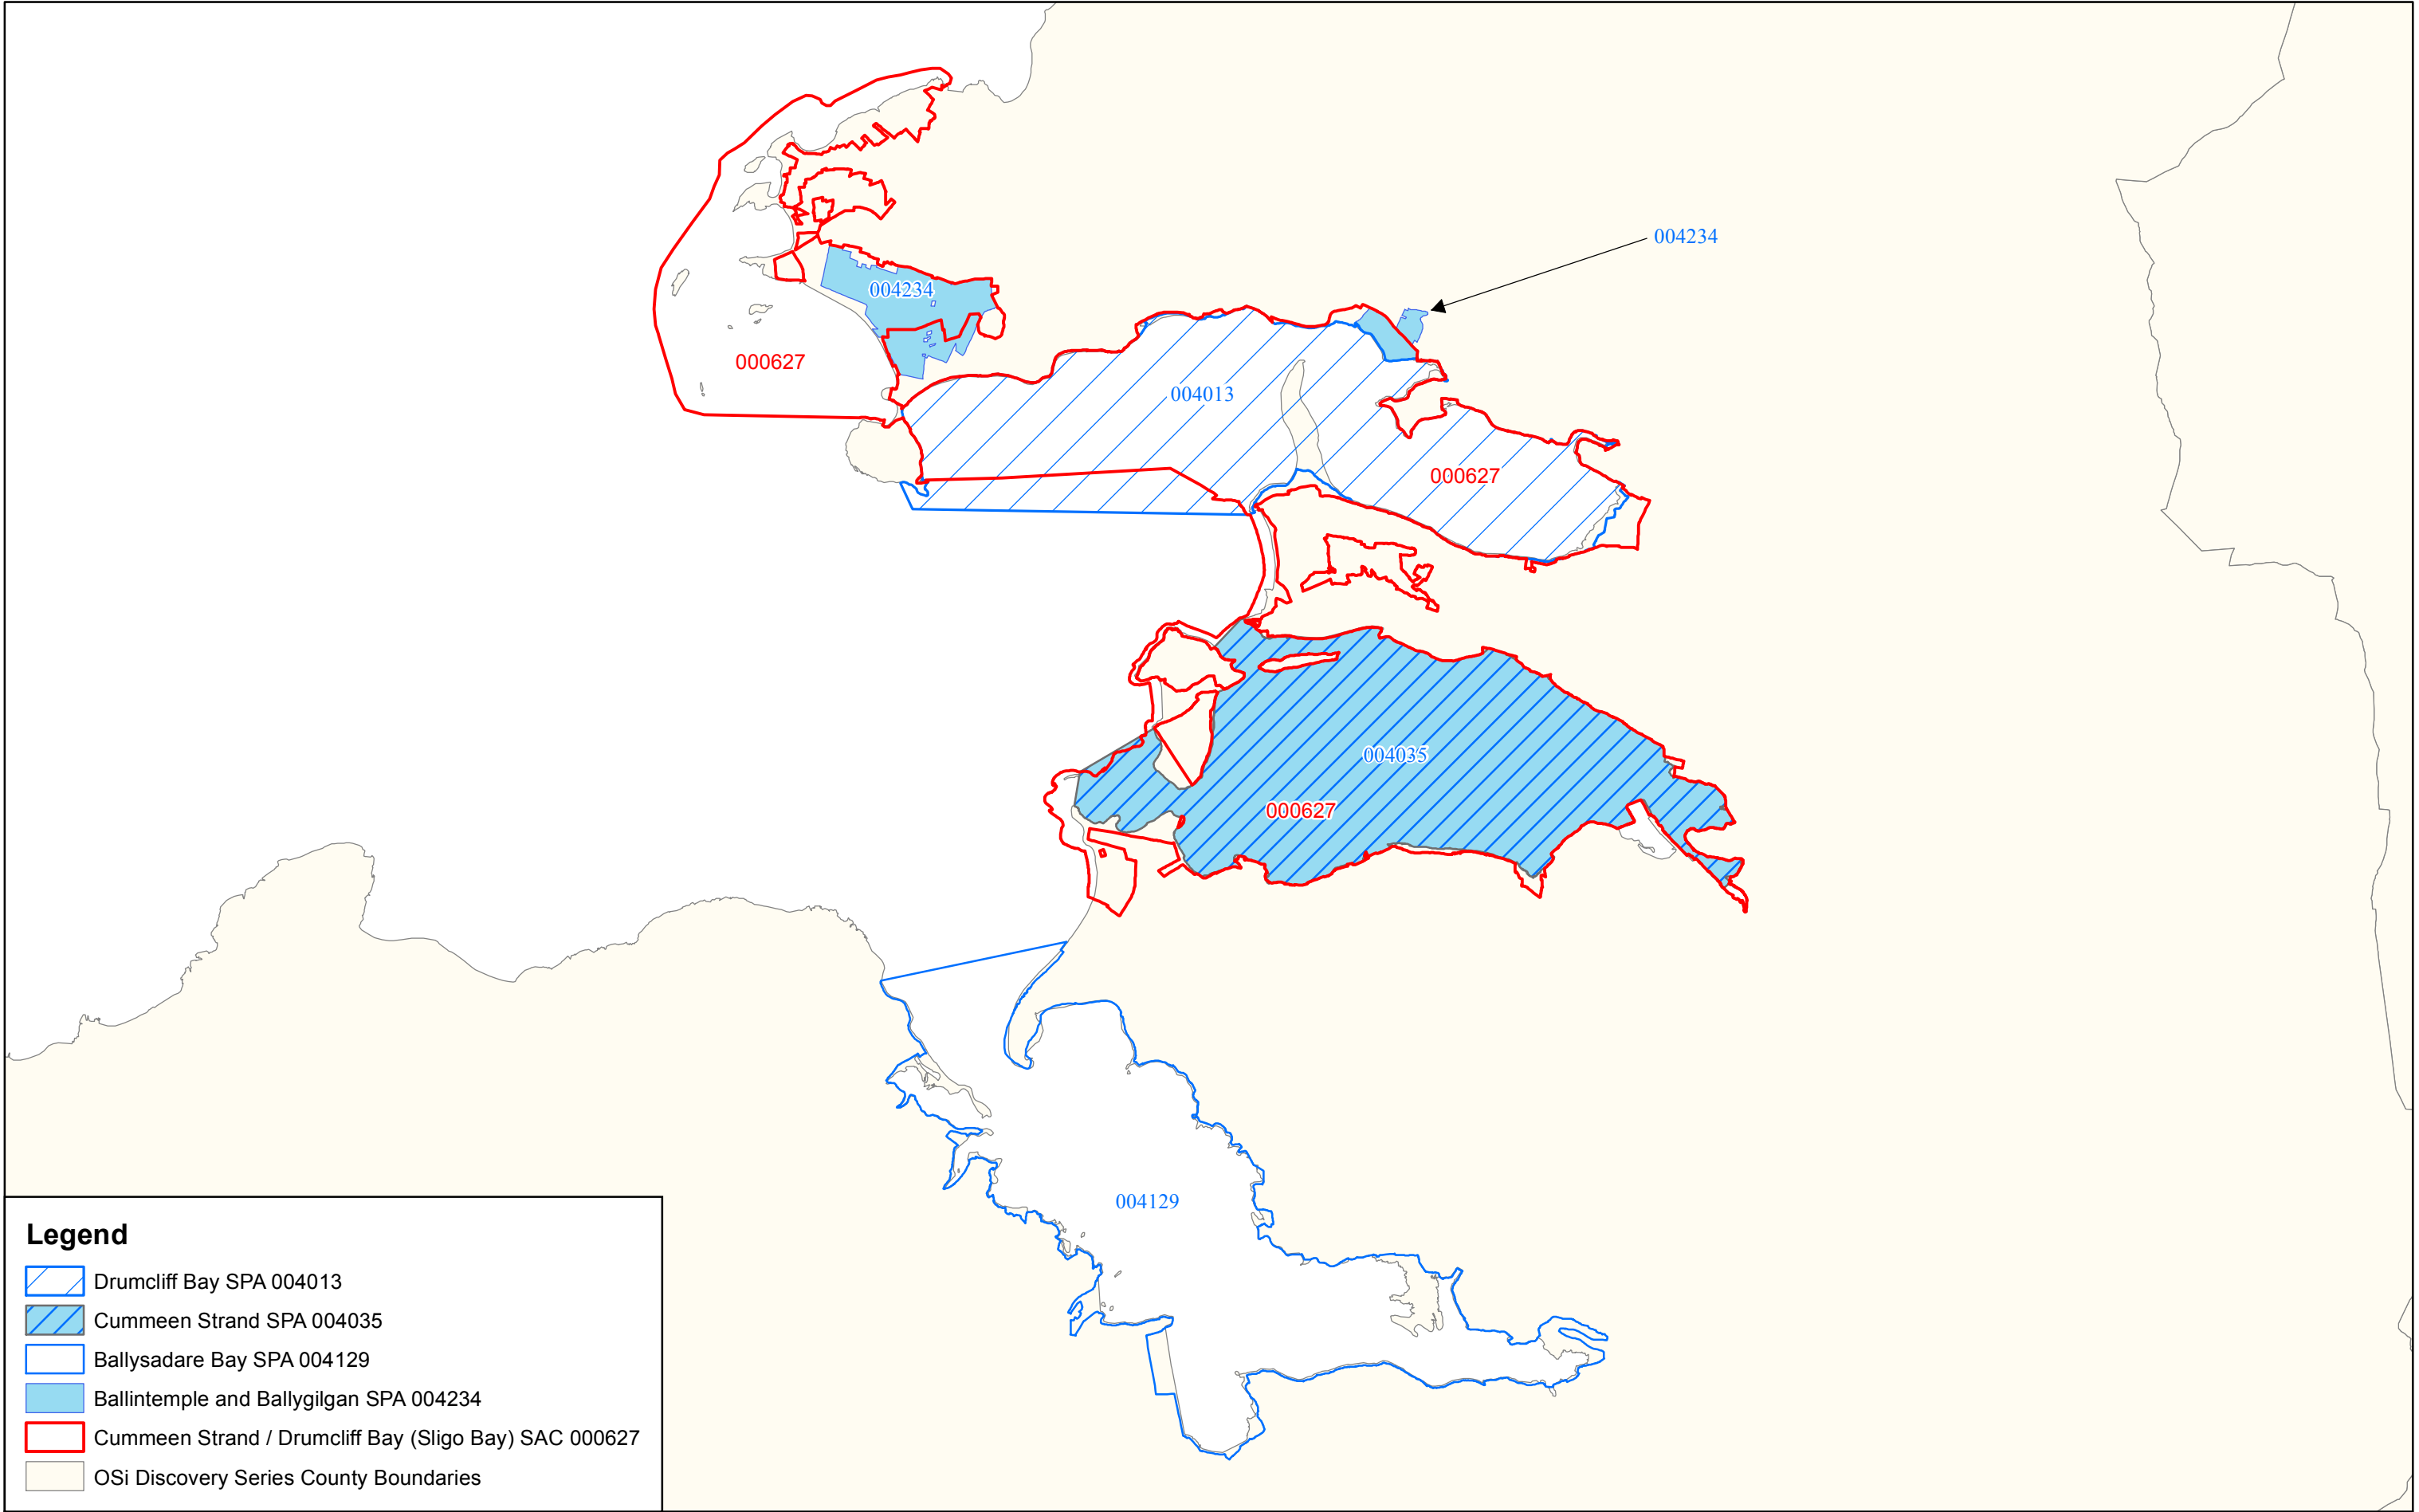 004234
004234
000627
004013
000627
004035
000627
004129
Legend
Drumcliff Bay SPA 004013
Cummeen Strand SPA 004035
Ballysadare Bay SPA 004129
Ballintemple and Ballygilgan SPA 004234
Cummeen Strand / Drumcliff Bay (Sligo Bay) SAC 000627
OSi Discovery Series County Boundaries